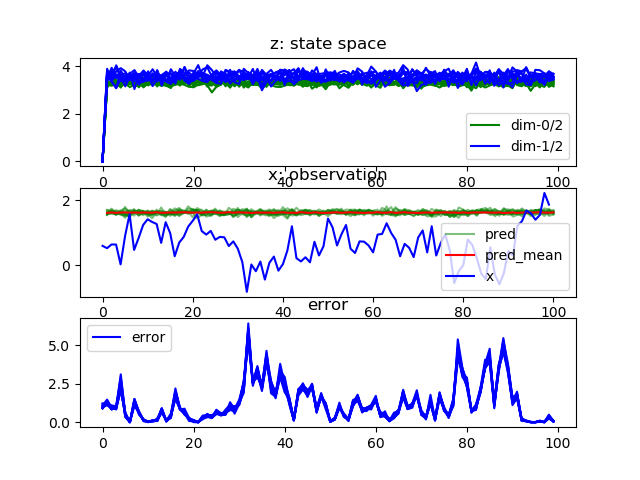 z: state space
4
2
0
dim-0/2
dim-1/2
0 20 40 60 80 100
x: observation
2
0
pred
pred_mean
x
0 20 40 60 80 100
error
5.0
2.5
0.0
error
0 20 40 60 80 100